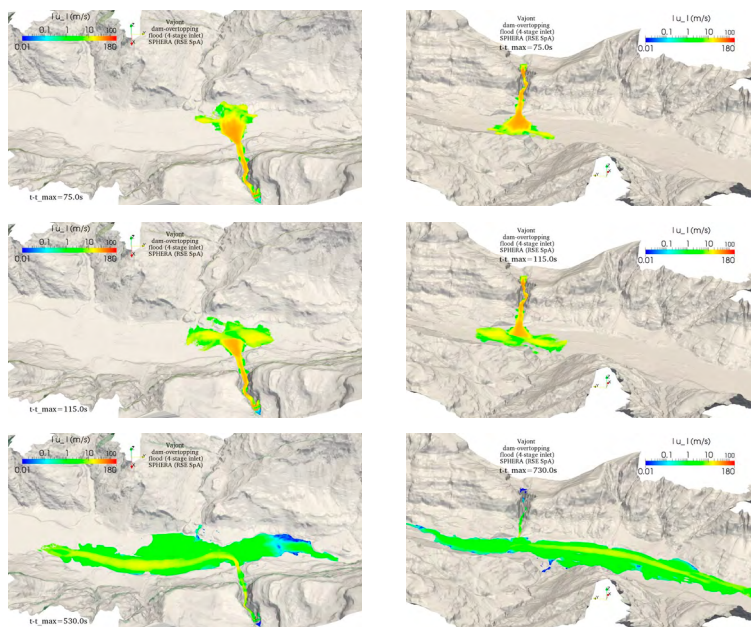 I u_ I (m/s)
0.1 10 100
0.01 1 180
Vajont
dam-overtopping
flood (4-stage inlet)
SPHERA (RSE SpA)
t-t_max=75.0s
Vajont
dam-overtopping
flood (4-stage inlet)
SPHERA (RSE SpA)
t-t_max=75.0s
I u_ I (m/s)
0.1 10 100
0.01 1 180
I u_ I (m/s)
0.1 10 100
0.01 1 180
Vajont
dam-overtopping
flood (4-stage inlet)
SPHERA (RSE SpA)
t-t_max=115.0s
Vajont
dam-overtopping
flood (4-stage inlet)
SPHERA (RSE SpA)
t-t_max=115.0s
I u_ I (m/s)
0.1 10 100
0.01 1 180
I u_ I (m/s)
0.1 10 100
0.01 1 180
Vajont
dam-overtopping
flood (4-stage inlet)
SPHERA (RSE SpA)
t-t_max=530.0s
Vajont
dam-overtopping
flood (4-stage inlet)
SPHERA (RSE SpA)
t-t_max=730.0s
I u_ I (m/s)
0.1 10 100
0.01 1 180